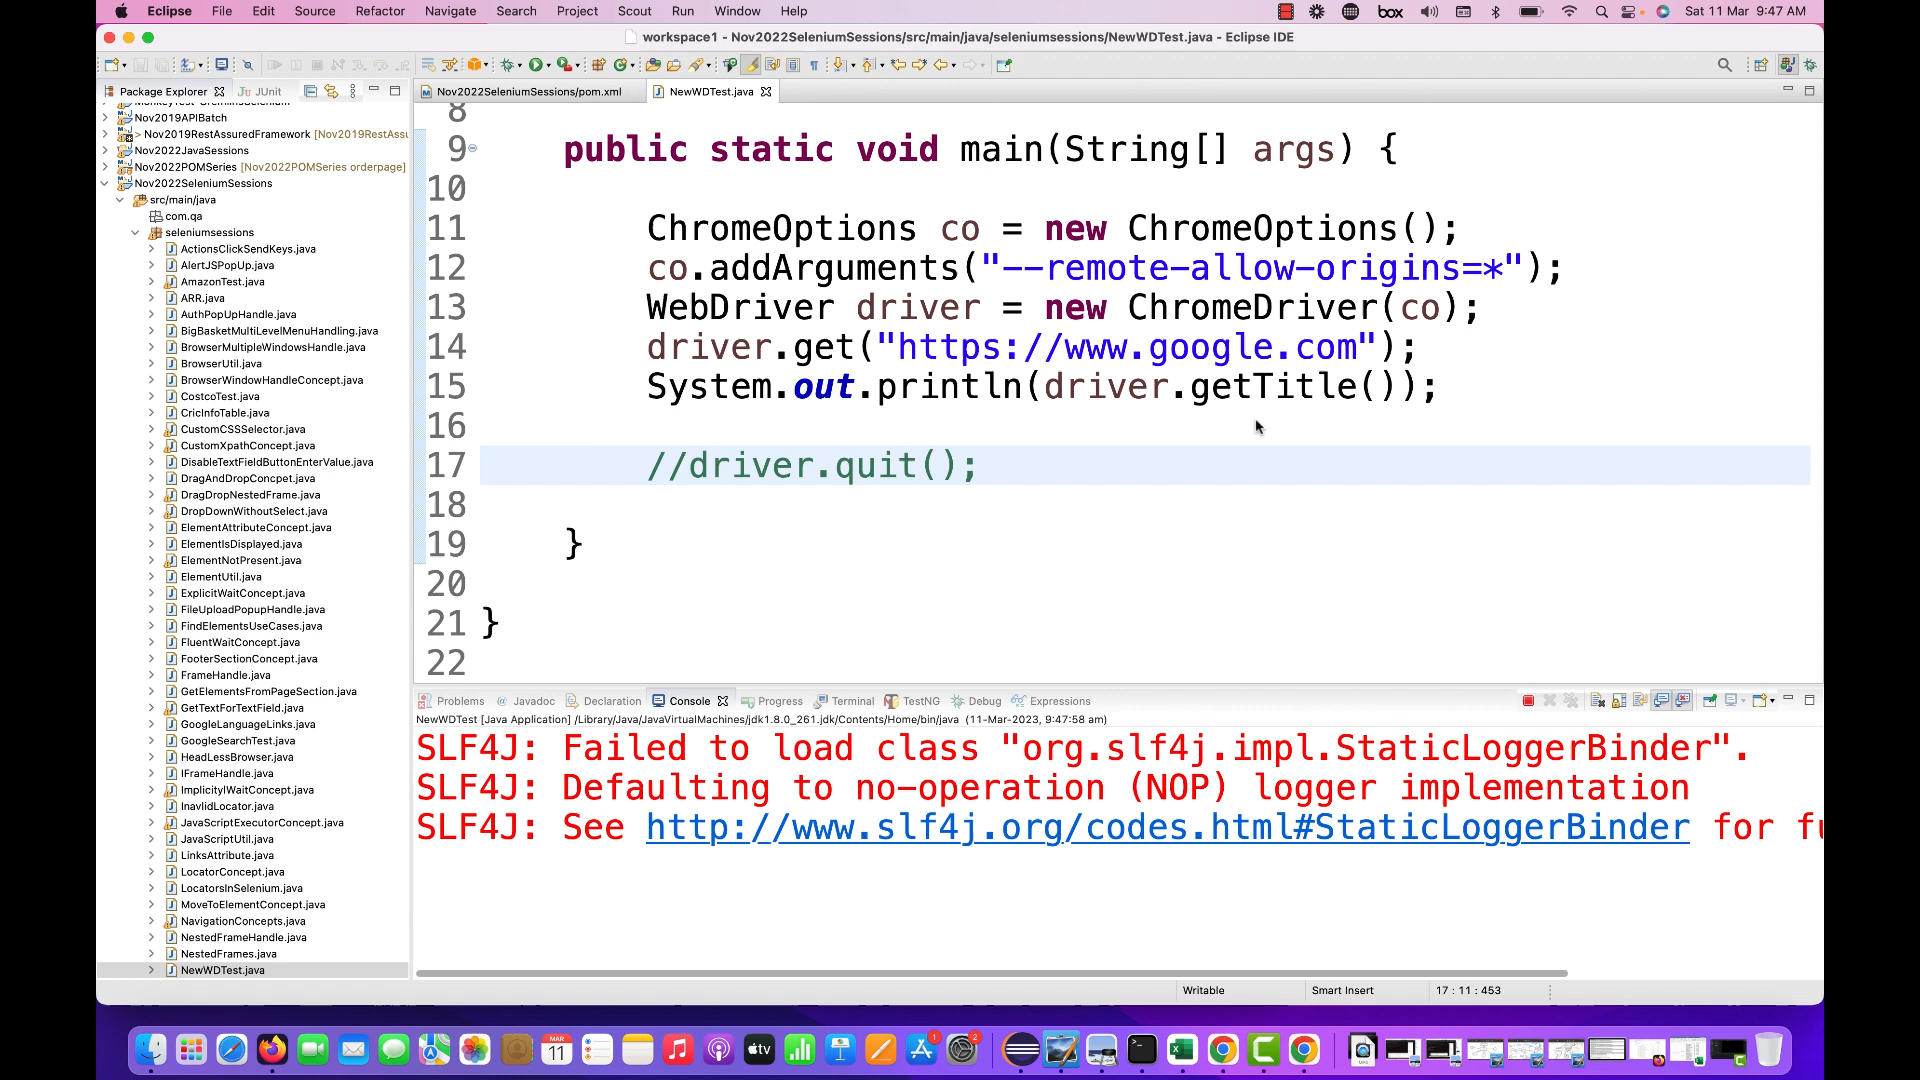 Eclipse File Edit Source Refactor Navigate Search Project Scout Run Window Help box Sat 11 Mar 9:47 AM
workspace1 - Nov2022SeleniumSessions/src/main/java/seleniumsessions/NewWDTest.java - Eclipse IDE
Package Explorer JUnit
Nov2022SeleniumSessions/pom.xml NewWDTest.java
Nov2019APIBatch
> Nov2019RestAssuredFramework [Nov2019RestAssu
Nov2022JavaSessions
Nov2022POMSeries [Nov2022POMSeries orderpage]
Nov2022SeleniumSessions
src/main/java
com.qa
seleniumsessions
ActionsClickSendKeys.java
AlertJSPopUp.java
AmazonTest.java
ARR.java
AuthPopUpHandle.java
BigBasketMultiLevelMenuHandling.java
BrowserMultipleWindowsHandle.java
BrowserUtil.java
BrowserWindowHandleConcept.java
CostcoTest.java
CricInfoTable.java
CustomCSSSelector.java
CustomXpathConcept.java
DisableTextFieldButtonEnterValue.java
DragAndDropConcpet.java
DragDropNestedFrame.java
DropDownWithoutSelect.java
ElementAttributeConcept.java
ElementIsDisplayed.java
ElementNotPresent.java
ElementUtil.java
ExplicitWaitConcept.java
FileUploadPopupHandle.java
FindElementsUseCases.java
FluentWaitConcept.java
FooterSectionConcept.java
FrameHandle.java
GetElementsFromPageSection.java
GetTextForTextField.java
GoogleLanguageLinks.java
GoogleSearchTest.java
HeadLessBrowser.java
IFrameHandle.java
ImplicityIWaitConcept.java
InavlidLocator.java
JavaScriptExecutorConcept.java
JavaScriptUtil.java
LinksAttribute.java
LocatorConcept.java
LocatorsInSelenium.java
MoveToElementConcept.java
NavigationConcepts.java
NestedFrameHandle.java
NestedFrames.java
NewWDTest.java
8
9 public static void main(String[] args) {
10
11 ChromeOptions co = new ChromeOptions();
12 co.addArguments("--remote-allow-origins=*");
13 WebDriver driver = new ChromeDriver(co);
14 driver.get("https://www.google.com");
15 System.out.println(driver.getTitle());
16
17 //driver.quit();
18
19 }
20
21 }
22
Problems Javadoc Declaration Console Progress Terminal TestNG Debug Expressions
NewWDTest [Java Application] /Library/Java/JavaVirtualMachines/jdk1.8.0_261.jdk/Contents/Home/bin/java (11-Mar-2023, 9:47:58 am)
SLF4J: Failed to load class "org.slf4j.impl.StaticLoggerBinder".
SLF4J: Defaulting to no-operation (NOP) logger implementation
SLF4J: See http://www.slf4j.org/codes.html#StaticLoggerBinder for fu
Writable Smart Insert 17 : 11 : 453
MAR
11
tv
1
2